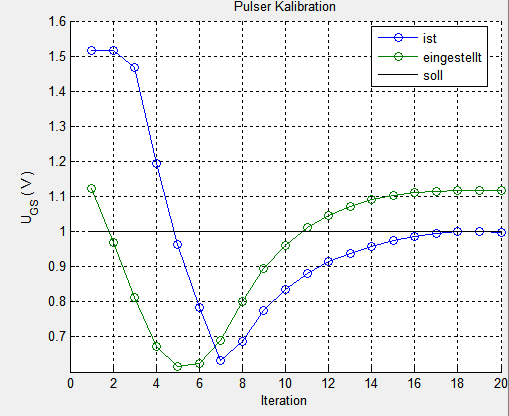 Pulser Kalibration
ist
eingestellt
soll
1.6
1.5
1.4
1.3
1.2
1.1
1
0.9
0.8
0.7
U_GS (V)
0 2 4 6 8 10 12 14 16 18 20
Iteration